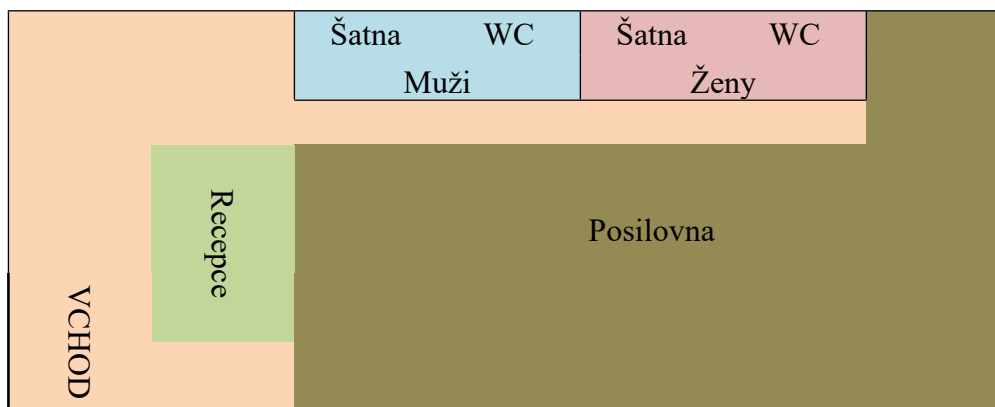 Šatna WC
Muži
Šatna WC
Ženy
Recepce
Posilovna
VCHOD